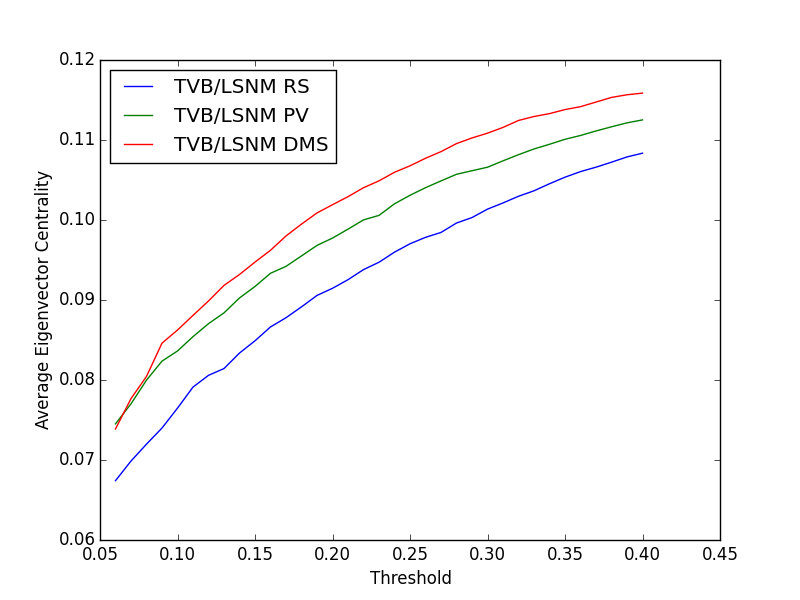 TVB/LSNM RS
TVB/LSNM PV
TVB/LSNM DMS
Average Eigenvector Centrality
0.12
0.11
0.10
0.09
0.08
0.07
0.06
0.05 0.10 0.15 0.20 0.25 0.30 0.35 0.40 0.45
Threshold